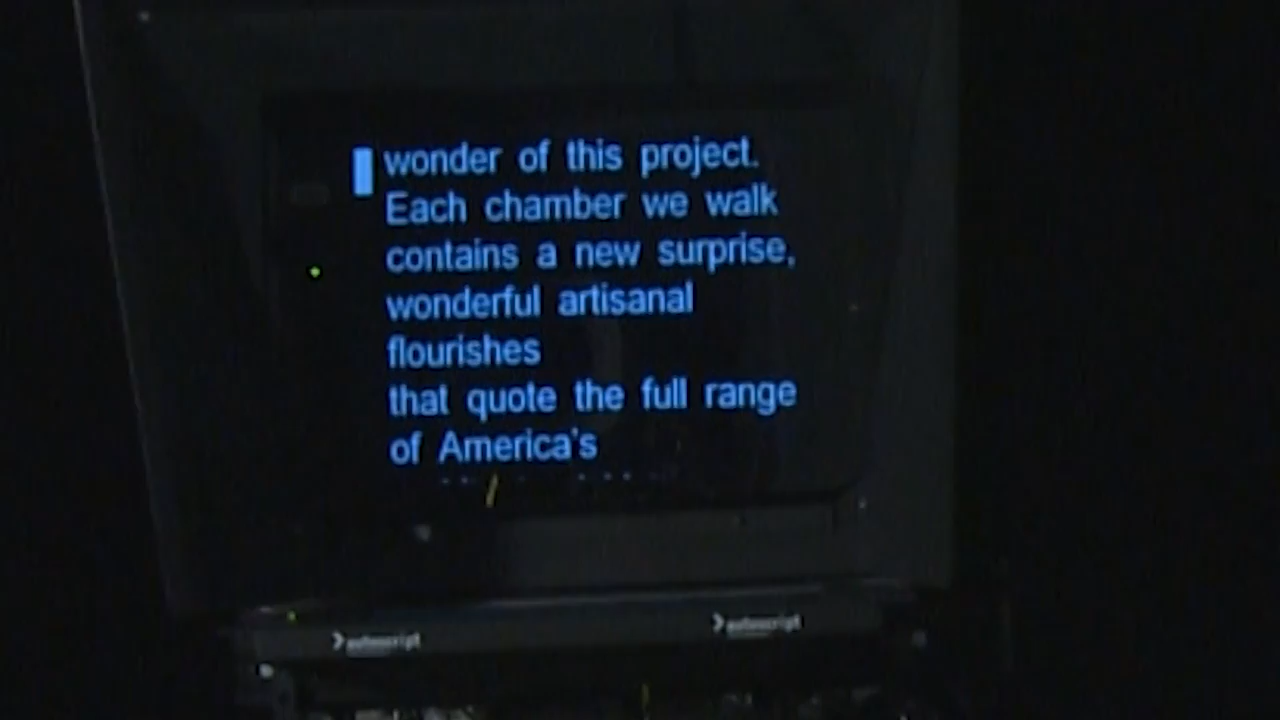 wonder of this project.
Each chamber we walk
contains a new surprise,
wonderful artisanal
flourishes
that quote the full range
of America's
autoscript
autoscript